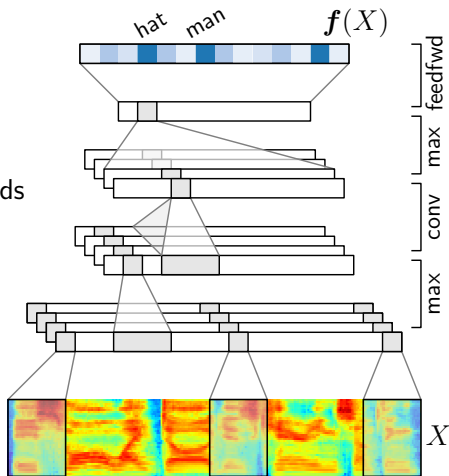 hat man f(X)
feedfwd
max
ds
conv
max
X